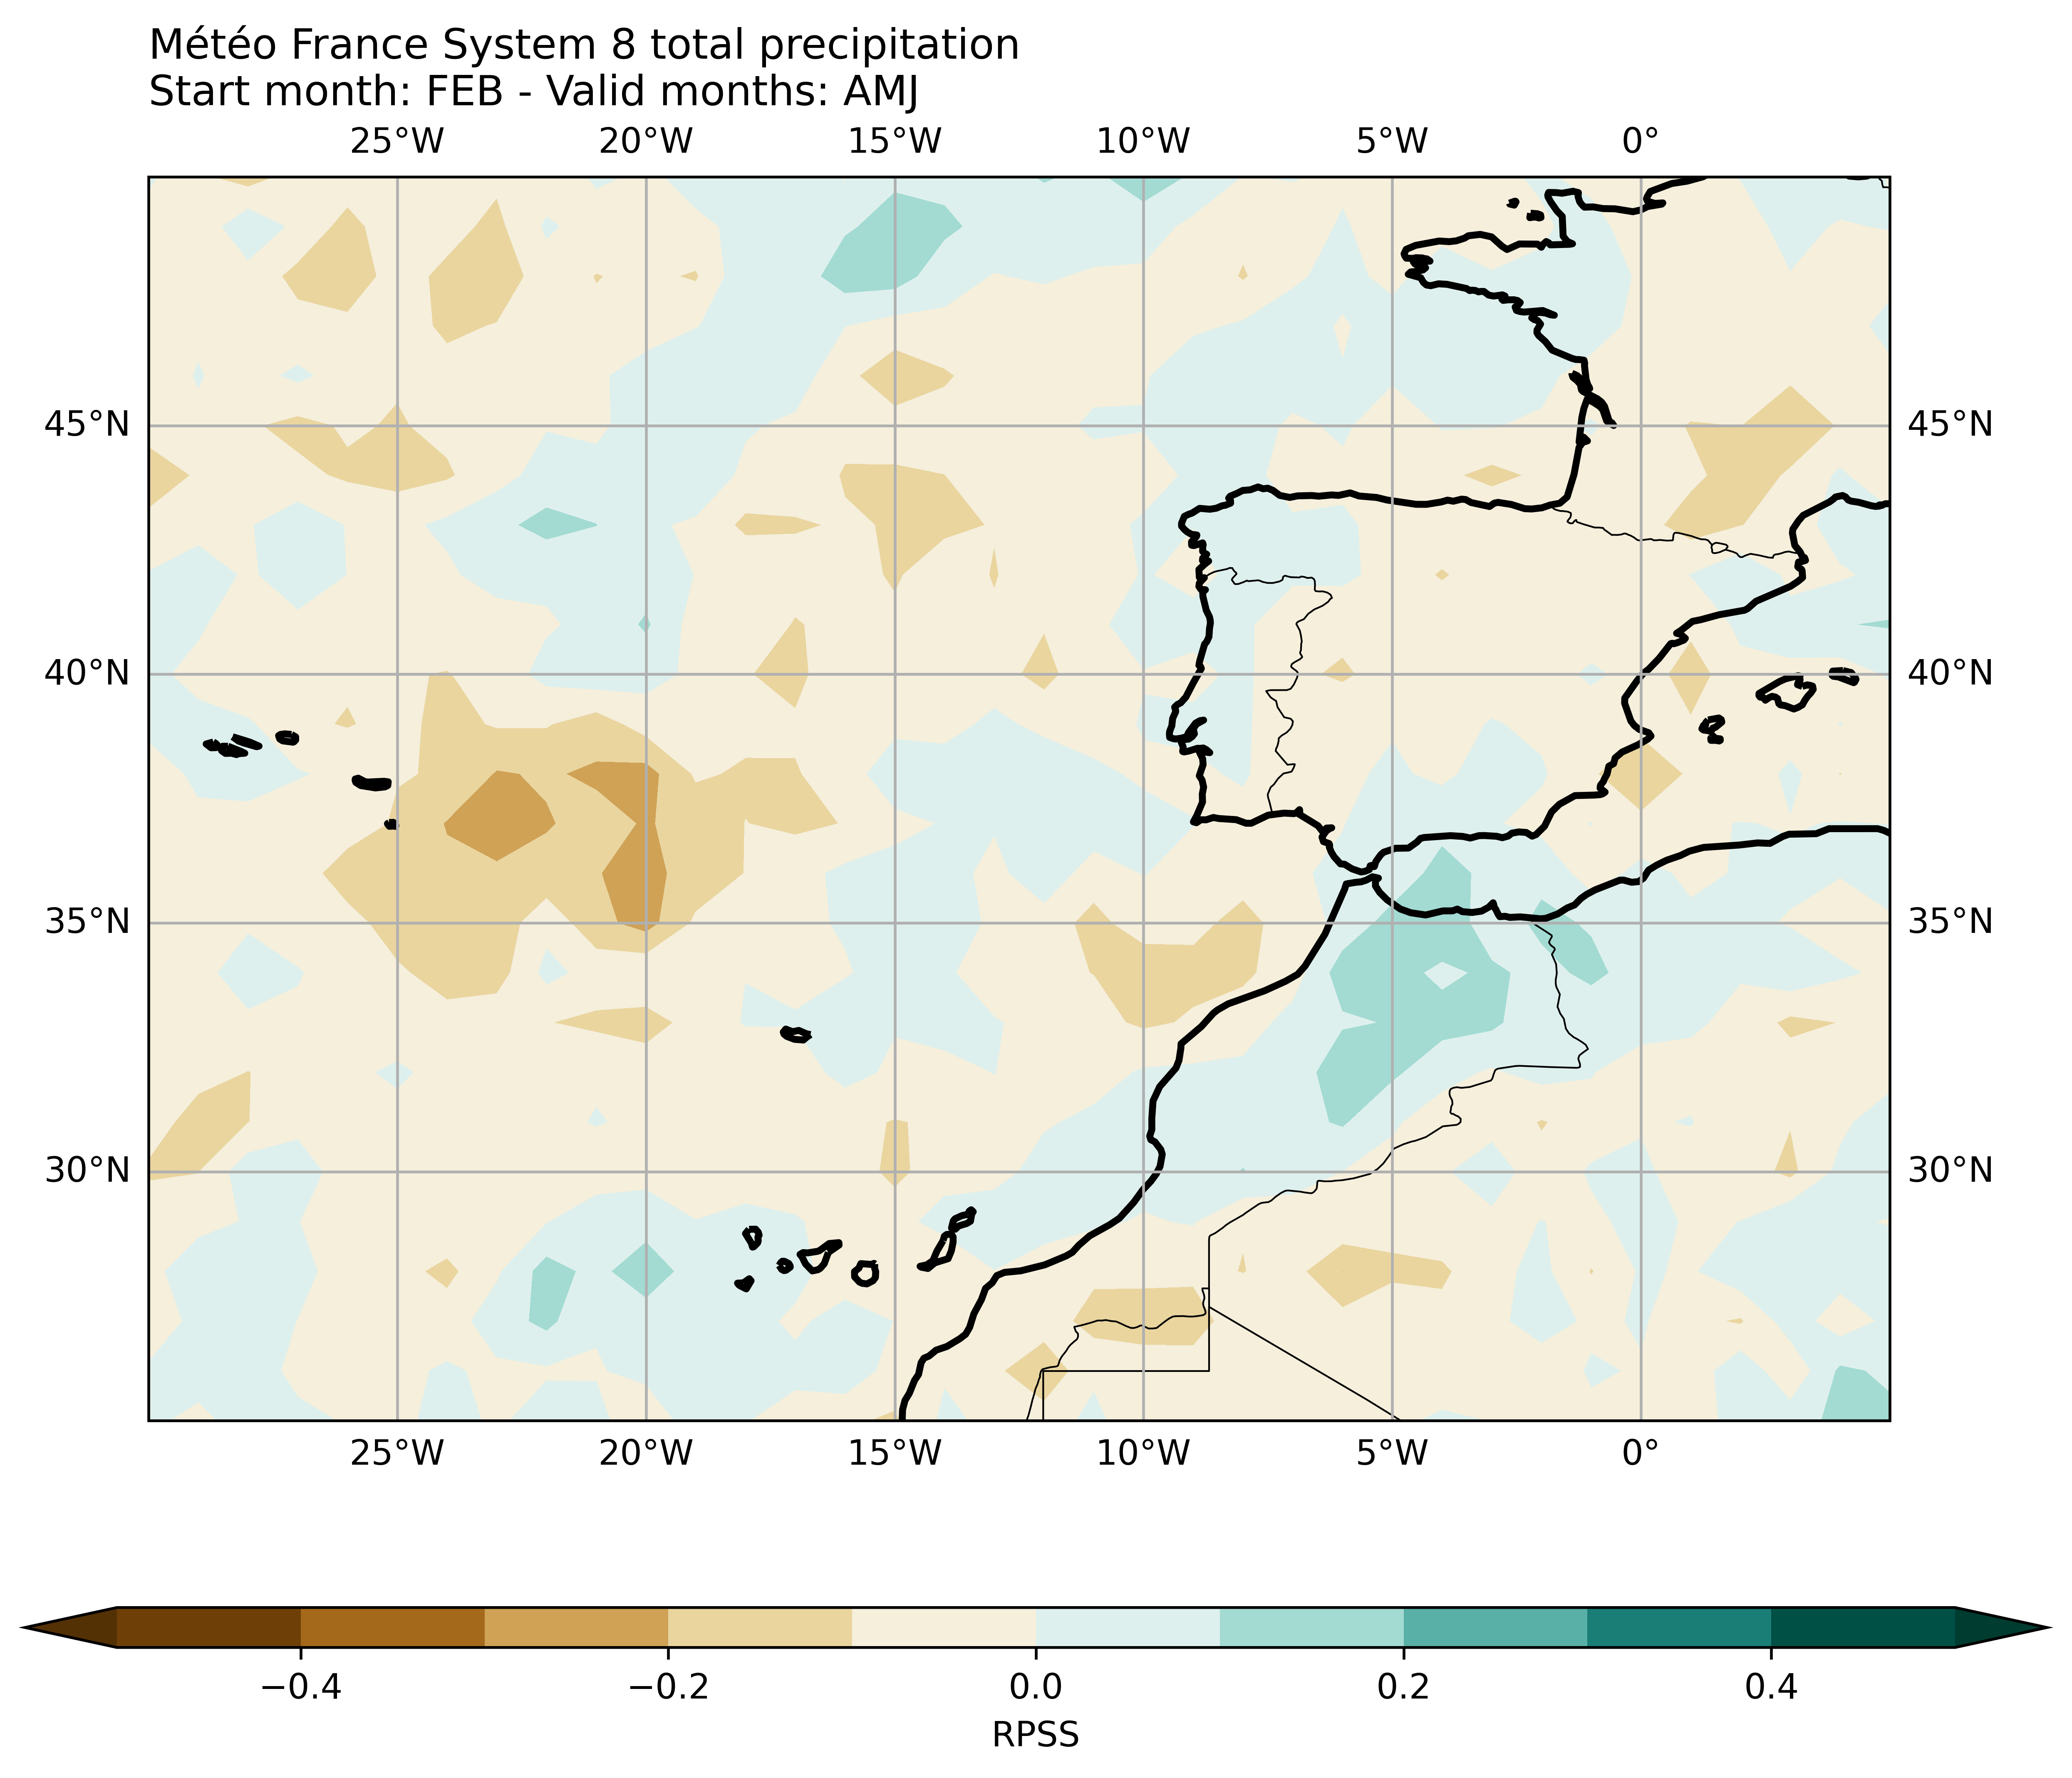 Météo France System 8 total precipitation
Start month: FEB - Valid months: AMJ
25°W 20°W 15°W 10°W 5°W 0°
45°N 45°N
40°N 40°N
35°N 35°N
30°N 30°N
25°W 20°W 15°W 10°W 5°W 0°
−0.4 −0.2 0.0 0.2 0.4
RPSS